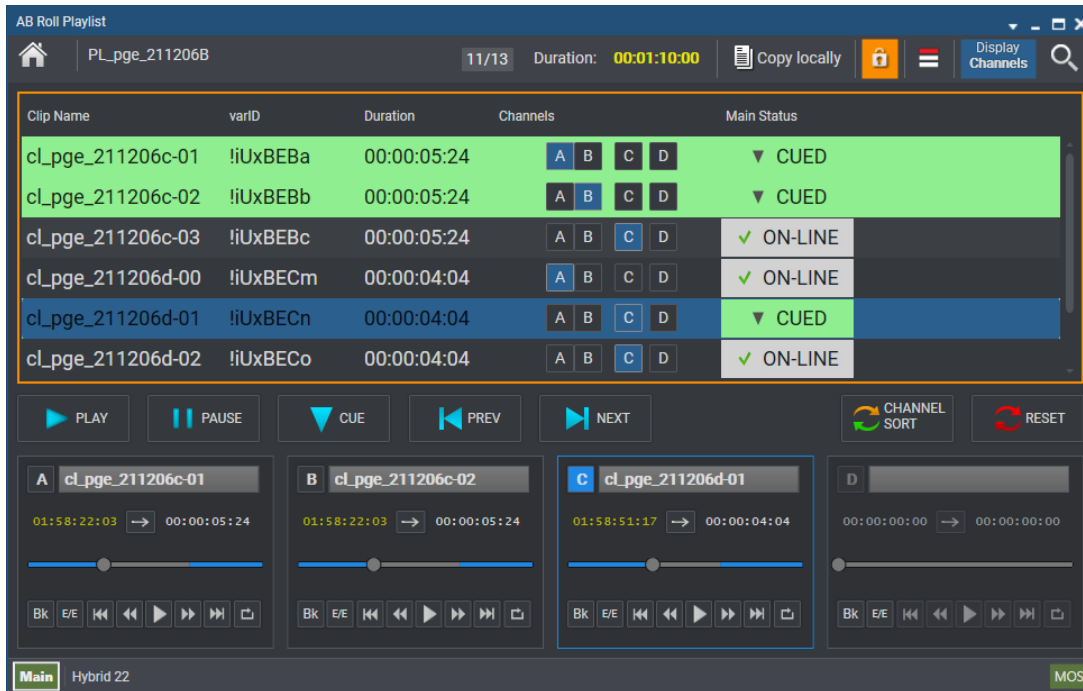 AB Roll Playlist
PL_pge_211206B 11/13 Duration: 00:01:10:00 Copy locally Display Channels
Clip Name varID Duration Channels Main Status
cl_pge_211206c-01 !iUxBEBa 00:00:05:24 A B C D CUED
cl_pge_211206c-02 !iUxBEBb 00:00:05:24 A B C D CUED
cl_pge_211206c-03 !iUxBEBc 00:00:05:24 A B C D ON-LINE
cl_pge_211206d-00 !iUxBECm 00:00:04:04 A B C D ON-LINE
cl_pge_211206d-01 !iUxBECn 00:00:04:04 A B C D CUED
cl_pge_211206d-02 !iUxBECo 00:00:04:04 A B C D ON-LINE
PLAY PAUSE CUE PREV NEXT CHANNEL SORT RESET
A cl_pge_211206c-01 B cl_pge_211206c-02 C cl_pge_211206d-01 D
01:58:22:03 00:00:05:24 01:58:22:03 00:00:05:24 01:58:51:17 00:00:04:04 00:00:00:00 00:00:00:00
Bk E/E Bk E/E Bk E/E Bk E/E
Main Hybrid 22 MOS